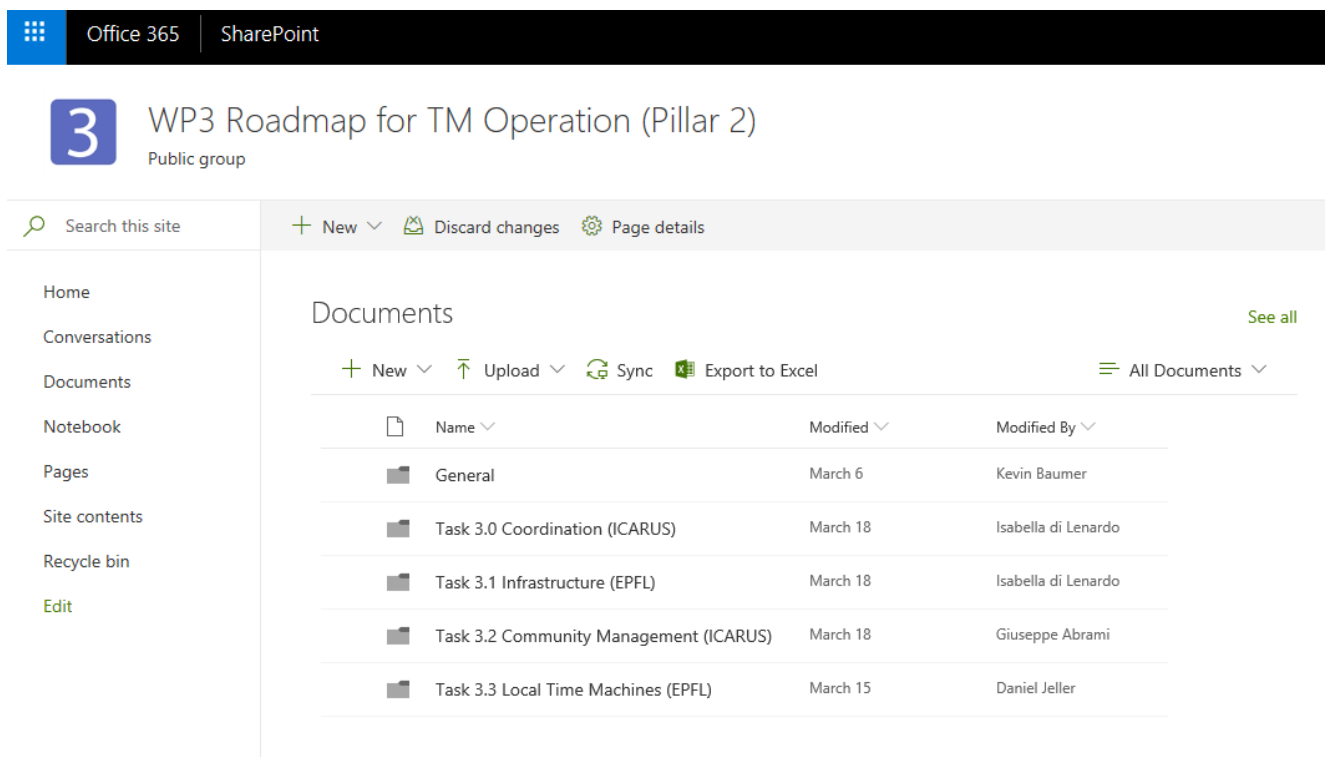 Office 365 SharePoint
3
WP3 Roadmap for TM Operation (Pillar 2)
Public group
Search this site
New Discard changes Page details
Home
Conversations
Documents
Notebook
Pages
Site contents
Recycle bin
Edit
Documents
See all
New Upload Sync Export to Excel All Documents
Name Modified Modified By
General March 6 Kevin Baumer
Task 3.0 Coordination (ICARUS) March 18 Isabella di Lenardo
Task 3.1 Infrastructure (EPFL) March 18 Isabella di Lenardo
Task 3.2 Community Management (ICARUS) March 18 Giuseppe Abrami
Task 3.3 Local Time Machines (EPFL) March 15 Daniel Jeller